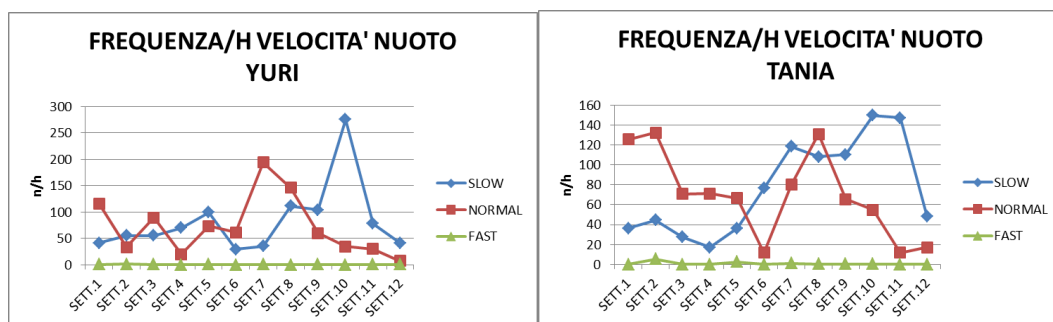 FREQUENZA/H VELOCITA' NUOTO
YURI
300
250
200
150
100
50
0
n/h
SETT.1
SETT.2
SETT.3
SETT.4
SETT.5
SETT.6
SETT.7
SETT.8
SETT.9
SETT.10
SETT.11
SETT.12
SLOW
NORMAL
FAST
FREQUENZA/H VELOCITA' NUOTO
TANIA
160
140
120
100
80
60
40
20
0
n/h
SETT.1
SETT.2
SETT.3
SETT.4
SETT.5
SETT.6
SETT.7
SETT.8
SETT.9
SETT.10
SETT.11
SETT.12
SLOW
NORMAL
FAST